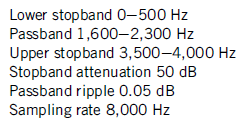 Lower stopband 0–500 Hz
Passband 1,600–2,300 Hz
Upper stopband 3,500–4,000 Hz
Stopband attenuation 50 dB
Passband ripple 0.05 dB
Sampling rate 8,000 Hz